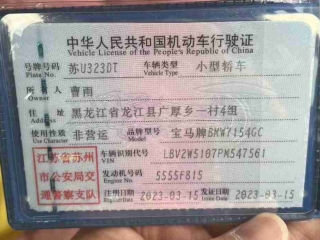 中华人民共和国机动车行驶证
Vehicle License of the People's Republic of China
号牌号码 苏U323DT 车辆类型 小型轿车
Plate No. Vehicle Type
所有人 曹雨
Owner
住址 黑龙江省龙江县广厚乡一村4组
Address
使用性质 非营运 品牌型号 宝马牌BMW7154GC
Use Character Model
江苏省苏州 车辆识别代号 LBV2W5107PM547561
市公安局交 VIN
通警察支队 发动机号码 5555F815
Engine No.
注册日期 2023-03-15 发证日期 2023-03-15
Register Date Issue Date